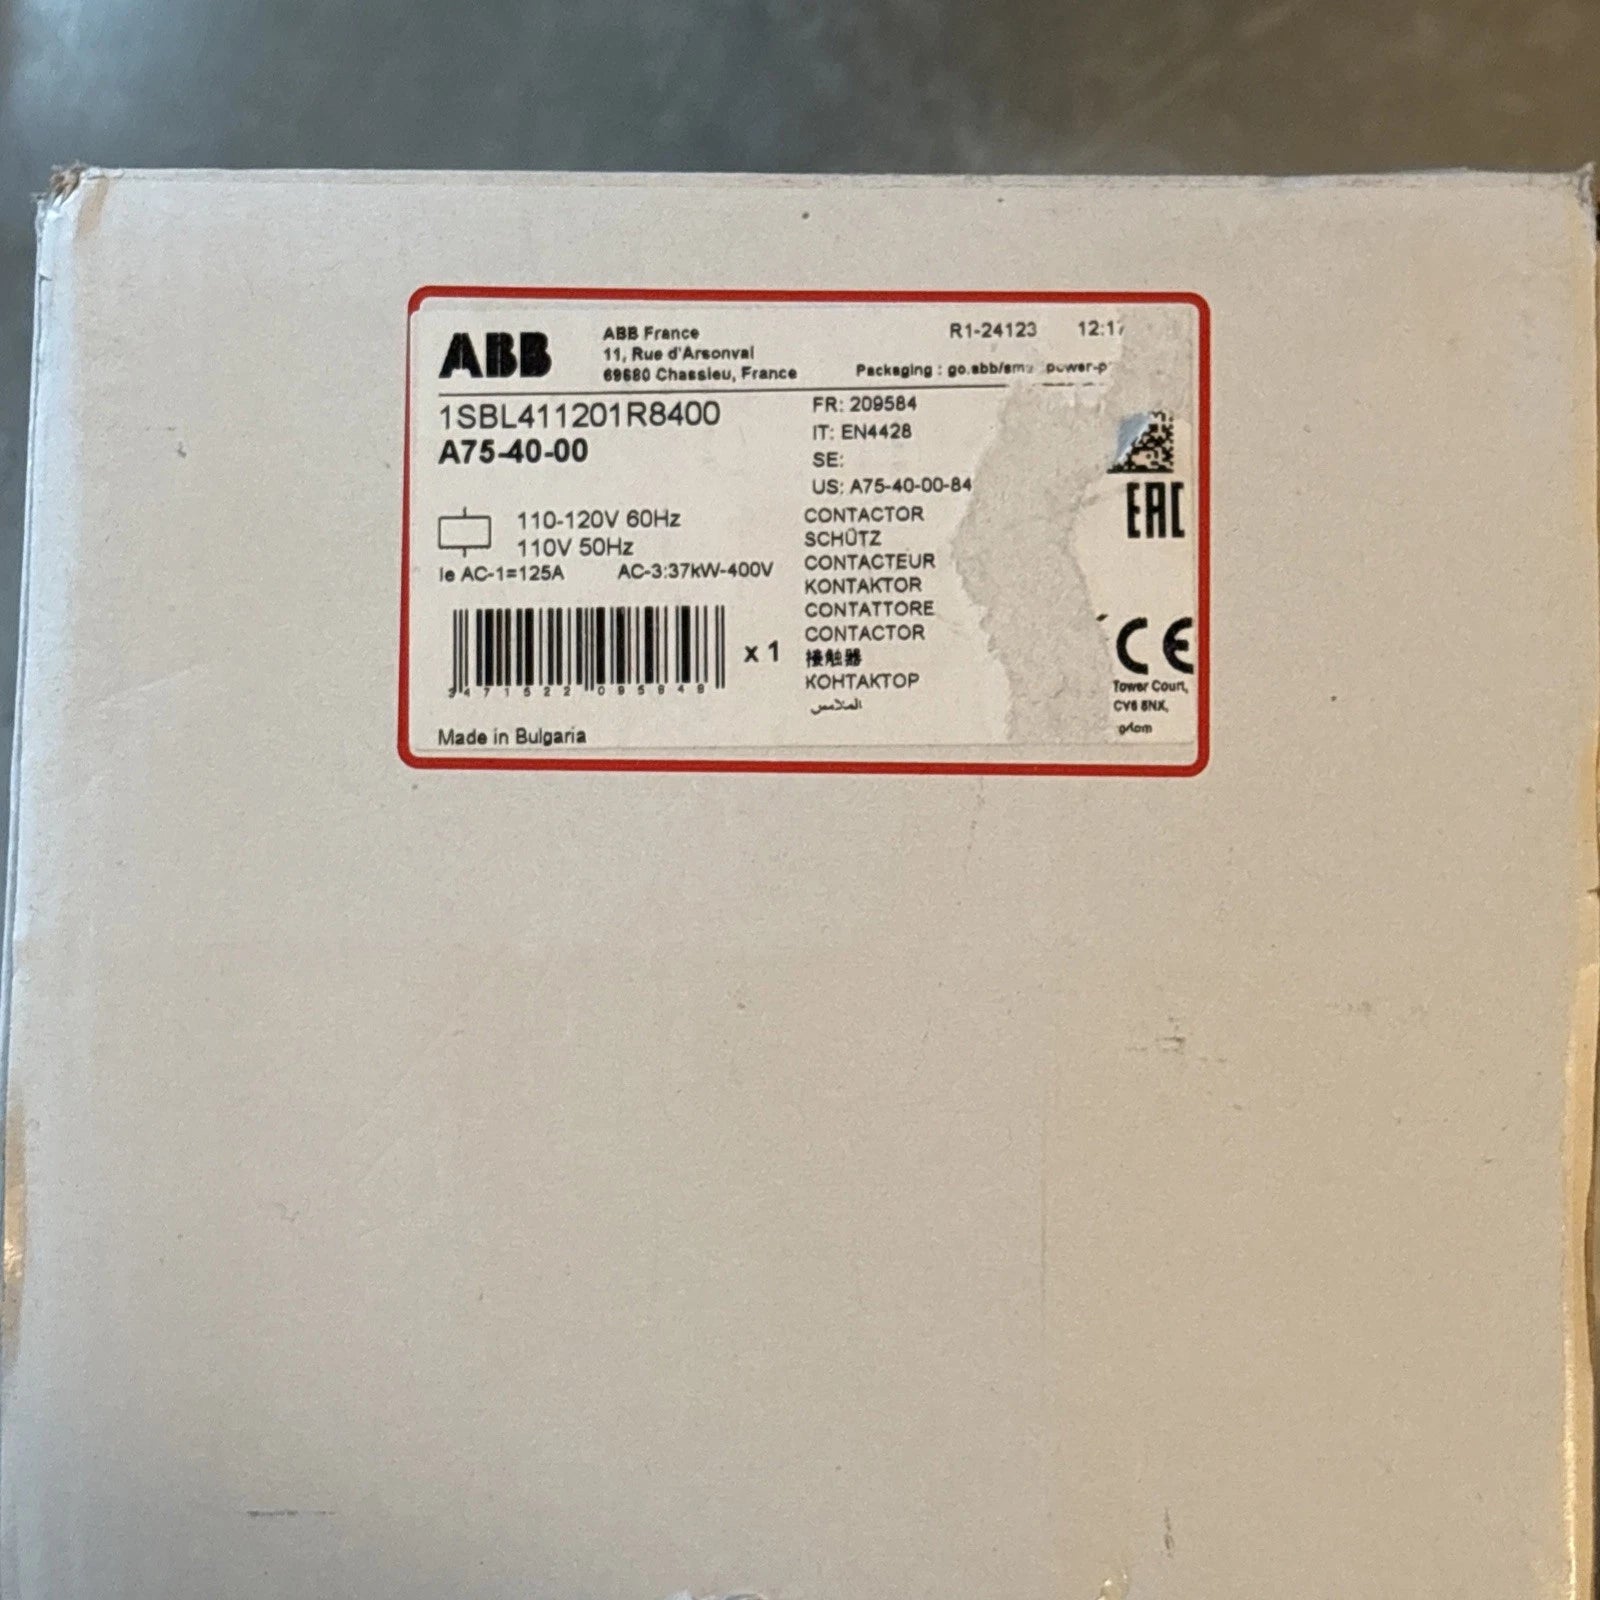 ABB
ABB France
11, Rue d'Arsonval
69680 Chassieu, France
R1-24123
Packaging : go.abb/
1SBL411201R8400
A75-40-00
FR: 209584
IT: EN4428
SE:
US: A75-40-00-84
110-120V 60Hz
110V 50Hz
Ie AC-1=125A AC-3:37kW-400V
x 1
3471522095848
Made in Bulgaria
CONTACTOR
SCHÜTZ
CONTACTEUR
KONTAKTOR
CONTATTORE
CONTACTOR
接触器
КОНТАКТОР
الملامس
EAC
CE
Tower Court,